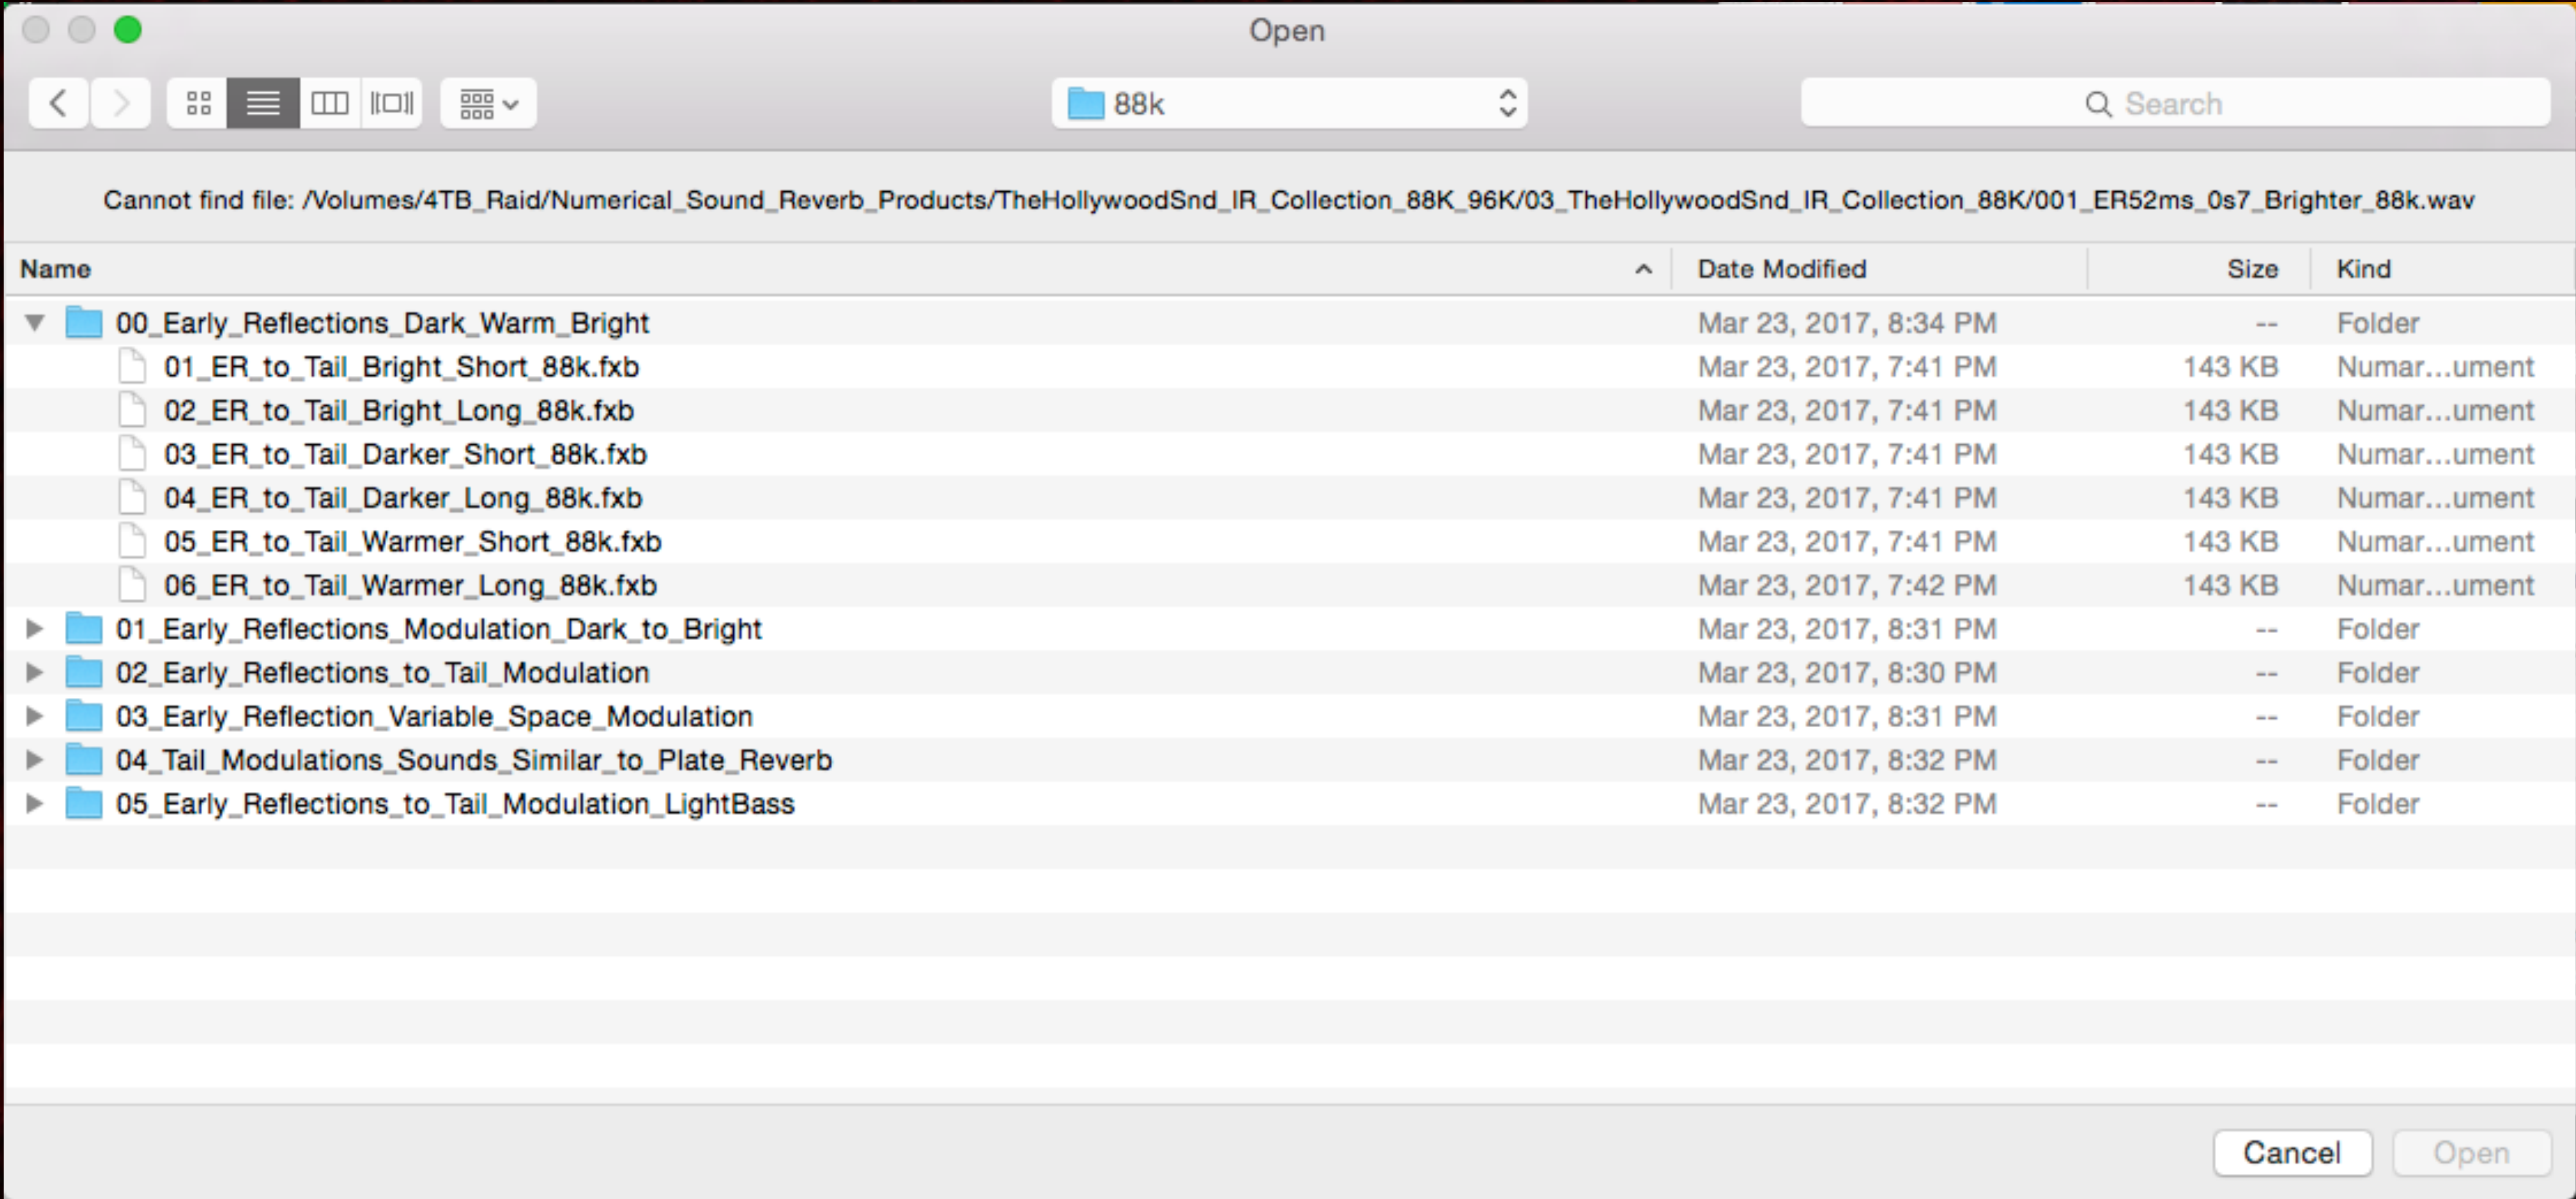 Open
88k
Search
Cannot find file: /Volumes/4TB_Raid/Numerical_Sound_Reverb_Products/TheHollywoodSnd_IR_Collection_88K_96K/03_TheHollywoodSnd_IR_Collection_88K/001_ER52ms_0s7_Brighter_88k.wav
Name Date Modified Size Kind
00_Early_Reflections_Dark_Warm_Bright Mar 23, 2017, 8:34 PM -- Folder
01_ER_to_Tail_Bright_Short_88k.fxb Mar 23, 2017, 7:41 PM 143 KB Numar...ument
02_ER_to_Tail_Bright_Long_88k.fxb Mar 23, 2017, 7:41 PM 143 KB Numar...ument
03_ER_to_Tail_Darker_Short_88k.fxb Mar 23, 2017, 7:41 PM 143 KB Numar...ument
04_ER_to_Tail_Darker_Long_88k.fxb Mar 23, 2017, 7:41 PM 143 KB Numar...ument
05_ER_to_Tail_Warmer_Short_88k.fxb Mar 23, 2017, 7:41 PM 143 KB Numar...ument
06_ER_to_Tail_Warmer_Long_88k.fxb Mar 23, 2017, 7:42 PM 143 KB Numar...ument
01_Early_Reflections_Modulation_Dark_to_Bright Mar 23, 2017, 8:31 PM -- Folder
02_Early_Reflections_to_Tail_Modulation Mar 23, 2017, 8:30 PM -- Folder
03_Early_Reflection_Variable_Space_Modulation Mar 23, 2017, 8:31 PM -- Folder
04_Tail_Modulations_Sounds_Similar_to_Plate_Reverb Mar 23, 2017, 8:32 PM -- Folder
05_Early_Reflections_to_Tail_Modulation_LightBass Mar 23, 2017, 8:32 PM -- Folder
Cancel Open